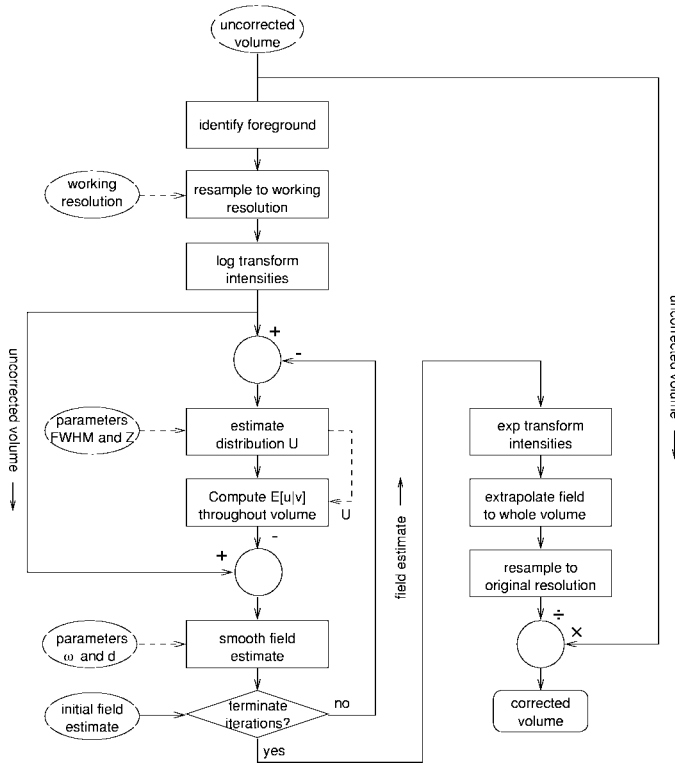 uncorrected
volume
identify foreground
working
resolution
resample to working
resolution
log transform
intensities
uncorrected volume
+
-
parameters
FWHM and Z
estimate
distribution U
Compute E[u|v]
throughout volume
U
-
+
parameters
ω and d
smooth field
estimate
initial field
estimate
terminate
iterations?
no
yes
field estimate
exp transform
intensities
extrapolate field
to whole volume
resample to
original resolution
÷
×
corrected
volume
uncorrected volume